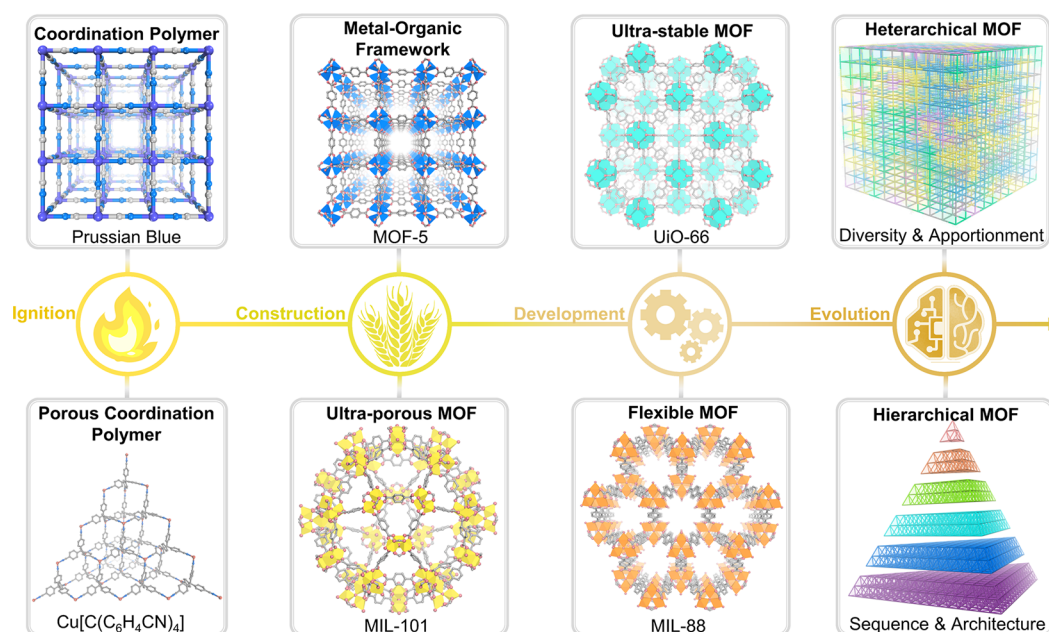 Coordination Polymer
Prussian Blue
Metal-Organic
Framework
MOF-5
Ultra-stable MOF
UiO-66
Heterarchical MOF
Diversity & Apportionment
Ignition
Construction
Development
Evolution
Porous Coordination
Polymer
Cu[C(C₆H₄CN)₄]
Ultra-porous MOF
MIL-101
Flexible MOF
MIL-88
Hierarchical MOF
Sequence & Architecture